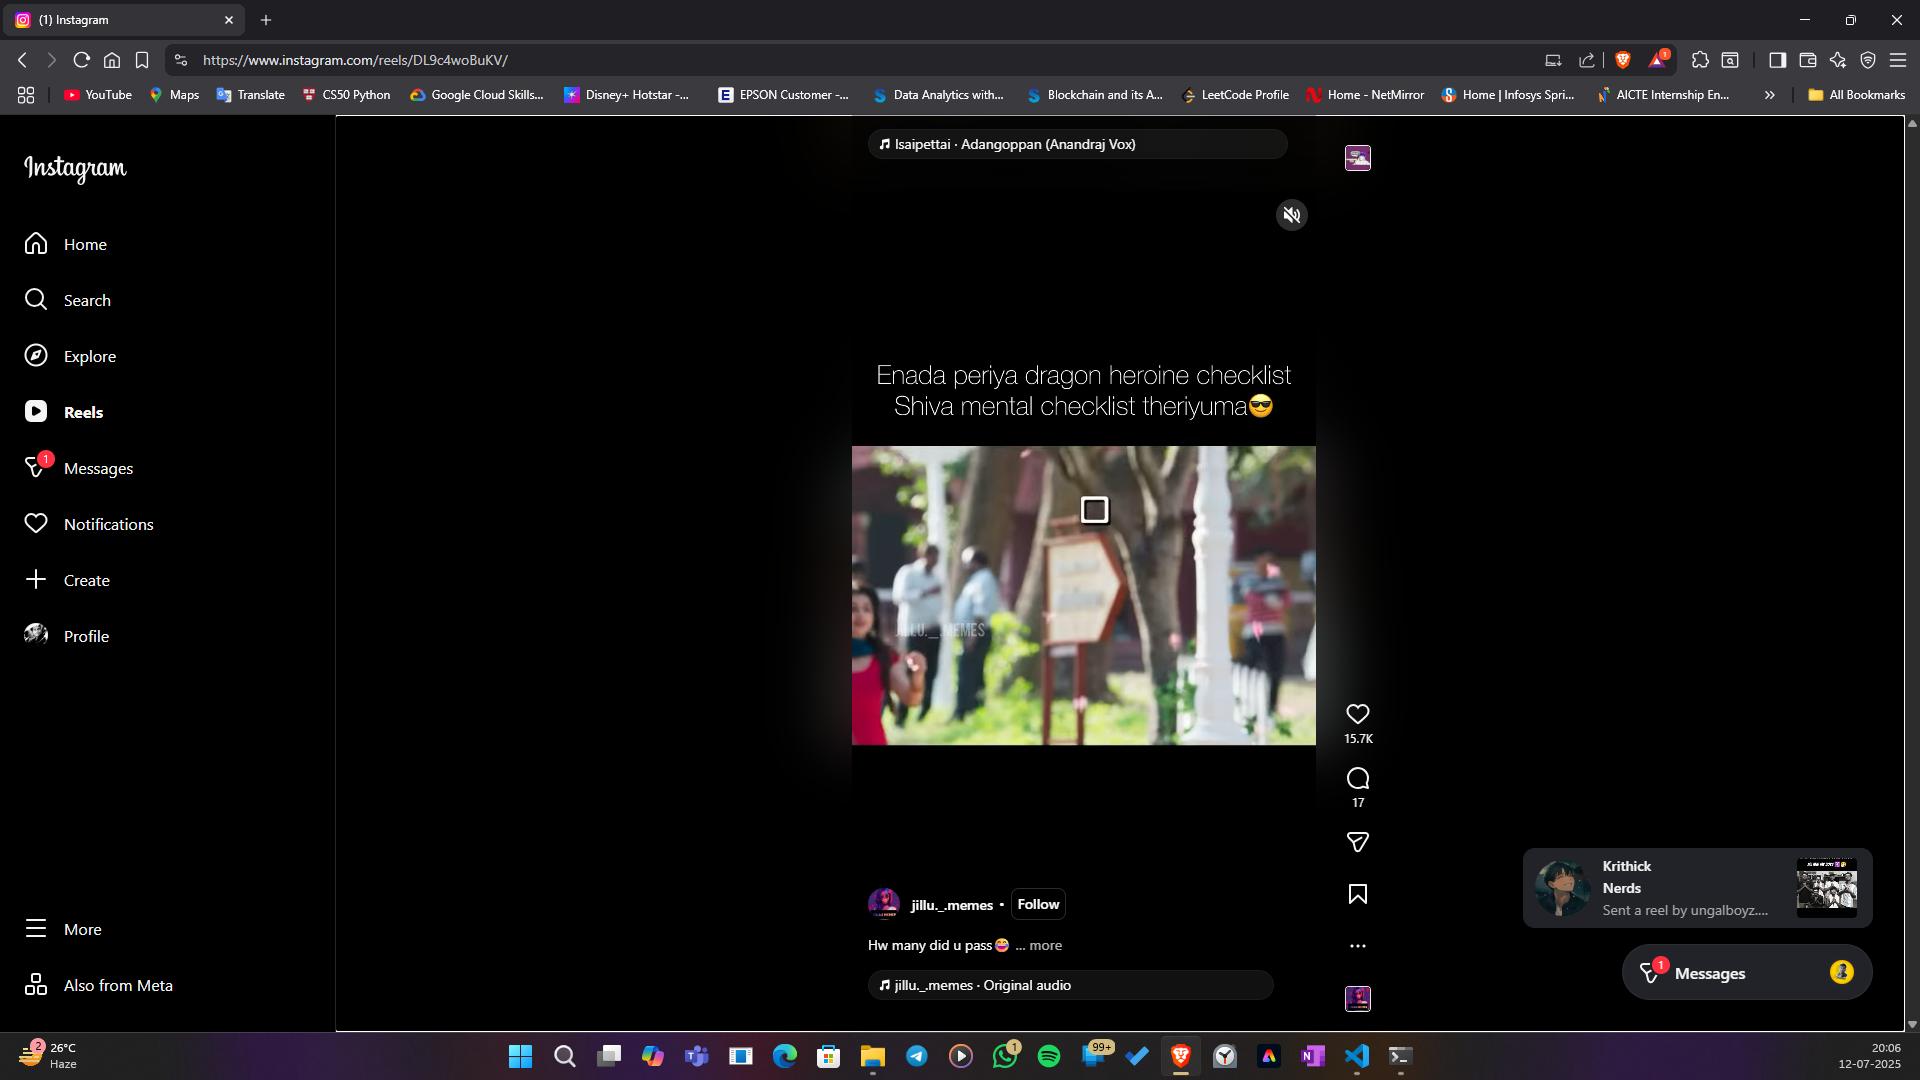 (1) Instagram
https://www.instagram.com/reels/DL9c4woBuKV/
1
YouTube
Maps
Translate
CS50 Python
Google Cloud Skills...
Disney+ Hotstar -...
EPSON Customer -...
Data Analytics with...
Blockchain and its A...
LeetCode Profile
Home - NetMirror
Home | Infosys Spri...
AICTE Internship En...
All Bookmarks
Instagram
Home
Search
Explore
Reels
1
Messages
Notifications
Create
Profile
More
Also from Meta
Isaipettai · Adangoppan (Anandraj Vox)
Enada periya dragon heroine checklist
Shiva mental checklist theriyuma😎
JILLU._.MEMES
15.7K
17
jillu._.memes • Follow
Hw many did u pass😂 ... more
jillu._.memes · Original audio
Krithick
Nerds
Sent a reel by ungalboyz....
1
Messages
2
26°C
Haze
1
99+
20:06
12-07-2025